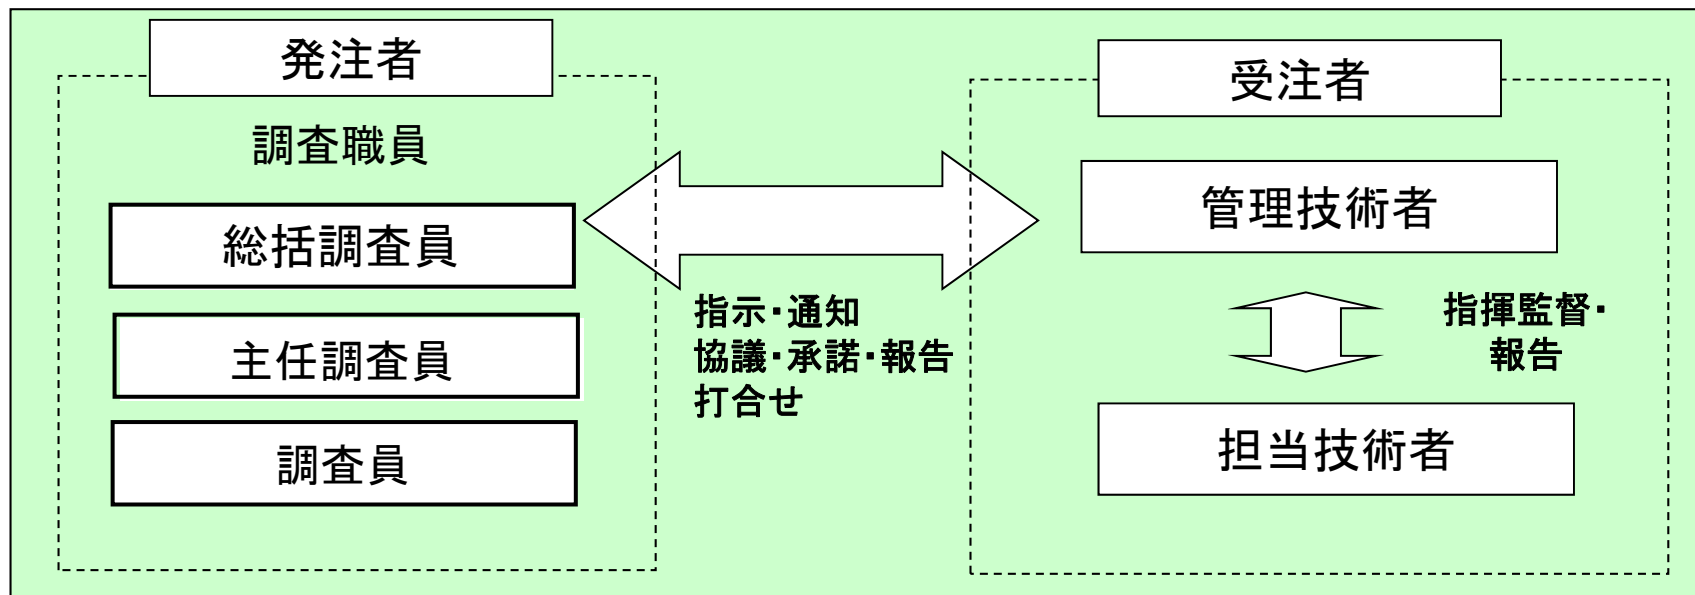 発注者
調査職員
総括調査員
主任調査員
調査員
指示・通知
協議・承諾・報告
打合せ
受注者
管理技術者
指揮監督・
報告
担当技術者